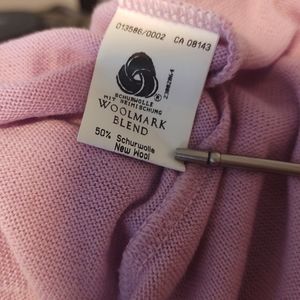 013586/0002 CA 08143
SCHURWOLLE
MIT BEIMISCHUNG
WOOLMARK
BLEND
50% Schurwolle
New Wool